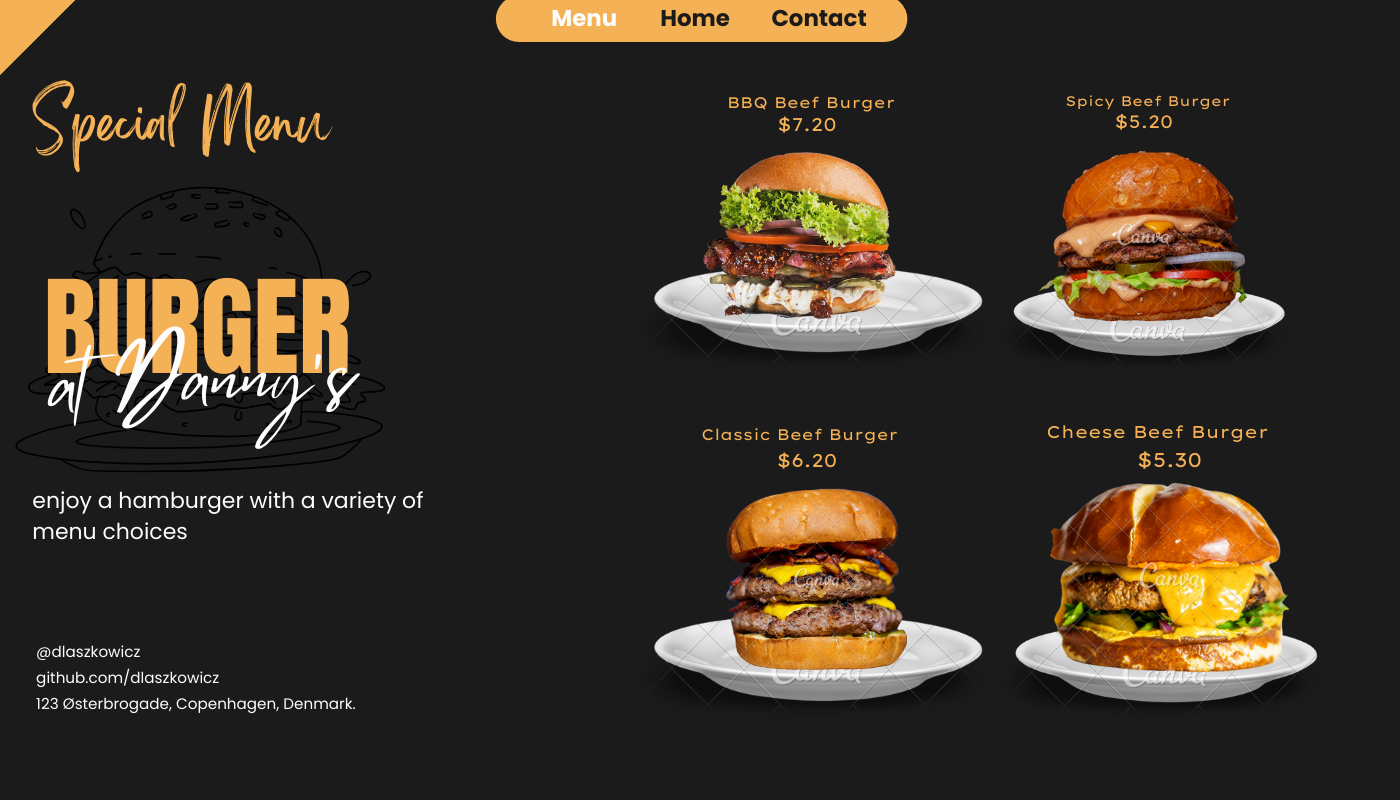 Menu Home Contact
Special Menu
BURGER
at Danny's
enjoy a hamburger with a variety of
menu choices
@dlaszkowicz
github.com/dlaszkowicz
123 Østerbrogade, Copenhagen, Denmark.
BBQ Beef Burger
$7.20
Canva
Spicy Beef Burger
$5.20
Canva
Canva
Classic Beef Burger
$6.20
Canva
Canva
Cheese Beef Burger
$5.30
Canva
Canva